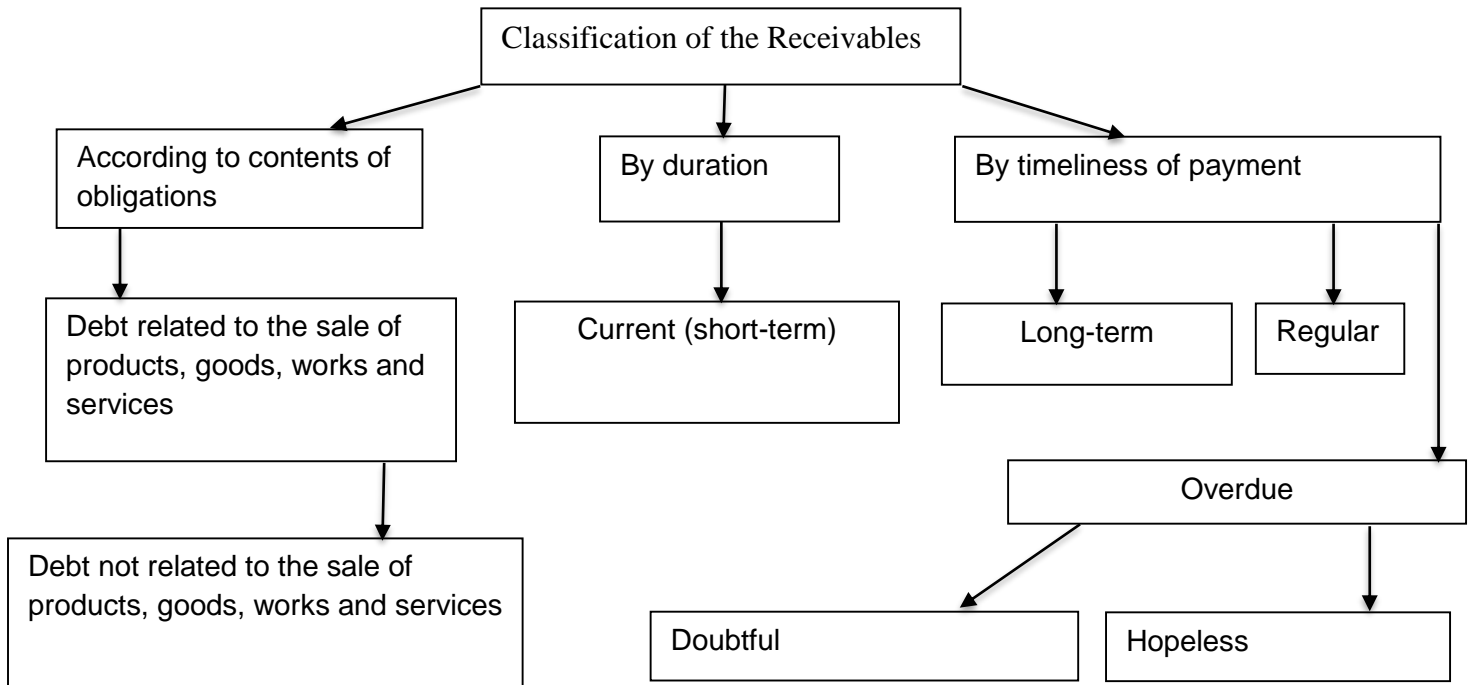 Classification of the Receivables
According to contents of
obligations
By duration
By timeliness of payment
Debt related to the sale of
products, goods, works and
services
Current (short-term)
Long-term
Regular
Overdue
Debt not related to the sale of
products, goods, works and services
Doubtful
Hopeless